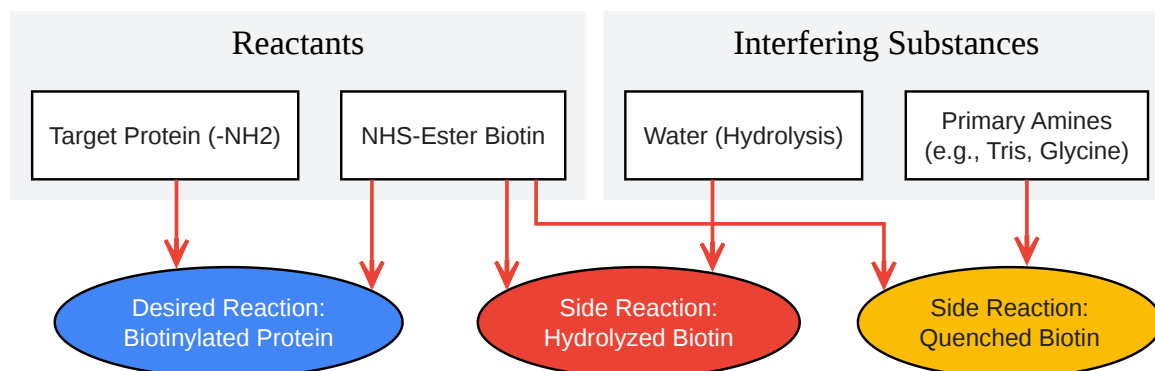 Reactants
Interfering Substances
Target Protein (-NH2)
NHS-Ester Biotin
Water (Hydrolysis)
Primary Amines
(e.g., Tris, Glycine)
Desired Reaction:
Biotinylated Protein
Side Reaction:
Hydrolyzed Biotin
Side Reaction:
Quenched Biotin